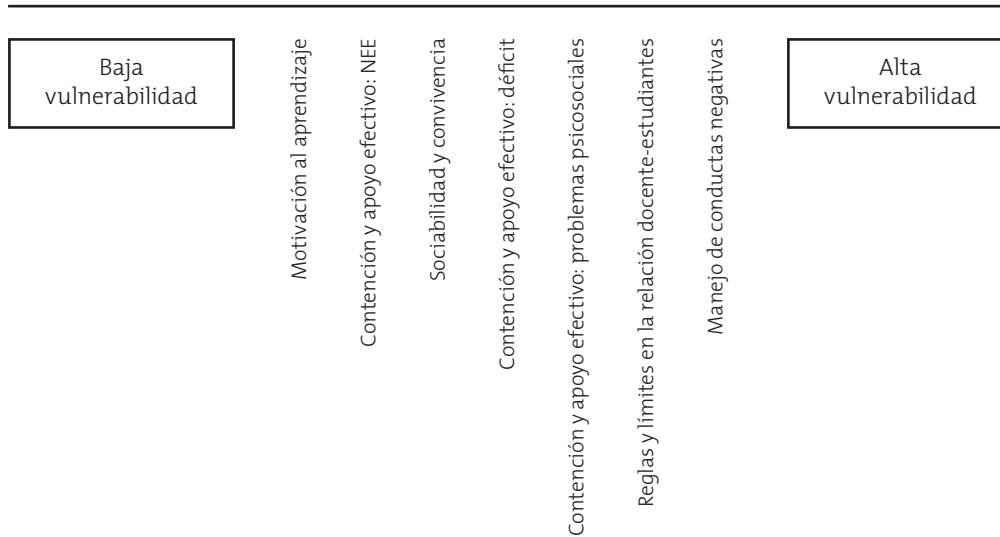 Baja
vulnerabilidad
Motivación al aprendizaje
Contención y apoyo efectivo: NEE
Sociabilidad y convivencia
Contención y apoyo efectivo: déficit
Contención y apoyo efectivo: problemas psicosociales
Reglas y límites en la relación docente-estudiantes
Manejo de conductas negativas
Alta
vulnerabilidad